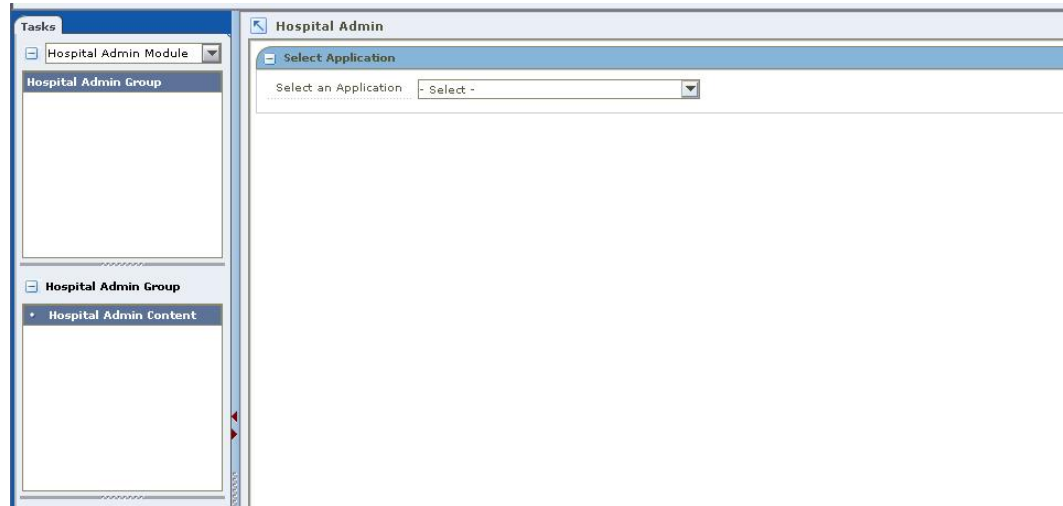 Tasks
Hospital Admin Module
Hospital Admin Group
Hospital Admin Group
• Hospital Admin Content
Hospital Admin
Select Application
Select an Application - Select -